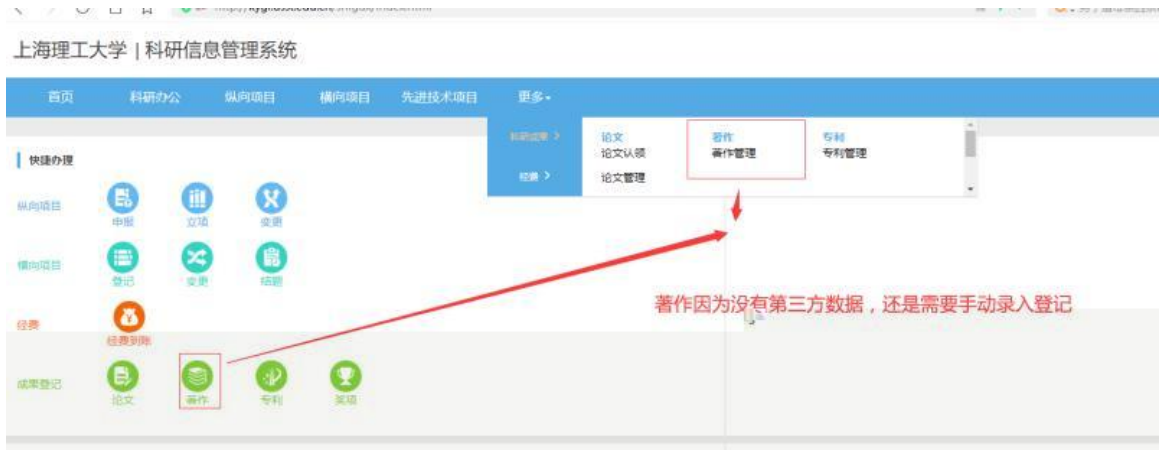 上海理工大学 | 科研信息管理系统
首页 科研办公 纵向项目 横向项目 先进技术项目 更多
科研成果 > 论文 著作 专利
论文认领 著作管理 专利管理
经费 > 论文管理
快捷办理
纵向项目 申报 立项 变更
横向项目 登记 变更 结题
著作因为没有第三方数据，还是需要手动录入登记
经费 经费到账
成果登记 论文 著作 专利 奖项